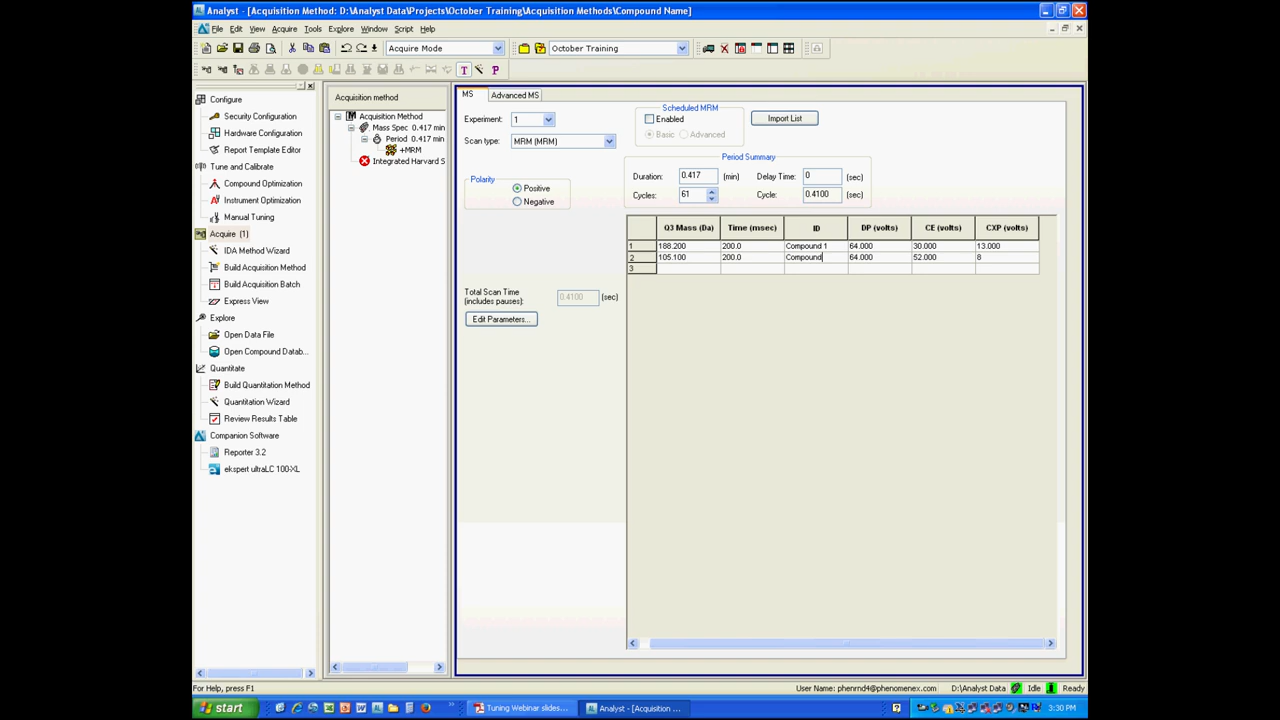 Analyst - [Acquisition Method: D:\Analyst Data\Projects\October Training\Acquisition Methods\Compound Name]
File Edit View Acquire Tools Explore Window Script Help
Acquire Mode
October Training
Configure
Security Configuration
Hardware Configuration
Report Template Editor
Tune and Calibrate
Compound Optimization
Instrument Optimization
Manual Tuning
Acquire (1)
IDA Method Wizard
Build Acquisition Method
Build Acquisition Batch
Express View
Explore
Open Data File
Open Compound Datab...
Quantitate
Build Quantitation Method
Quantitation Wizard
Review Results Table
Companion Software
Reporter 3.2
ekspert ultraLC 100-XL
Acquisition method
Acquisition Method
Mass Spec 0.417 min
Period 0.417 min
+MRM
Integrated Harvard S
MS Advanced MS
Experiment: 1
Scan type: MRM (MRM)
Polarity
Positive
Negative
Total Scan Time
(includes pauses): 0.4100 (sec)
Edit Parameters...
Scheduled MRM
Enabled
Basic Advanced
Import List
Period Summary
Duration: 0.417 (min) Delay Time: 0 (sec)
Cycles: 61 Cycle: 0.4100 (sec)
Q3 Mass (Da) Time (msec) ID DP (volts) CE (volts) CXP (volts)
1 188.200 200.0 Compound 1 64.000 30.000 13.000
2 105.100 200.0 Compound 64.000 52.000 8
3
For Help, press F1
User Name: phenrnd4@phenomenex.com D:\Analyst Data Idle Ready
start
Tuning Webinar slides...
Analyst - [Acquisition ...
3:30 PM